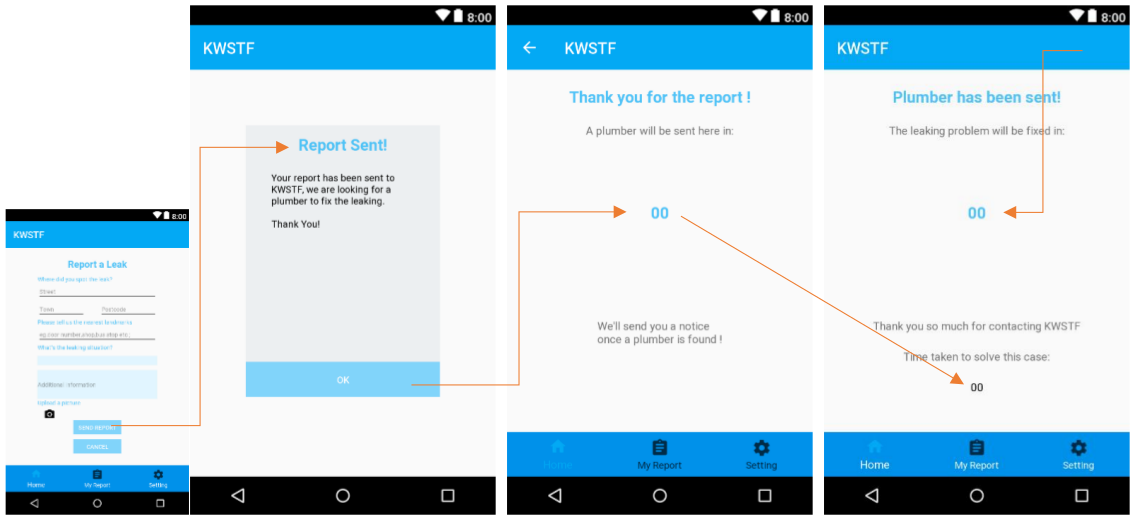 8:00
KWSTF
Report a Leak
Where did you spot the leak?
Street
Town
Postcode
Please tell us the nearest landmark
eg.door number,shop,bus stop etc.
What's the leaking situation?
Additional information
Upload a picture
SEND REPORT
CANCEL
Home
My Report
Setting
8:00
KWSTF
Report Sent!
Your report has been sent to
KWSTF, we are looking for a
plumber to fix the leaking.
Thank You!
OK
8:00
KWSTF
Thank you for the report !
A plumber will be sent here in:
00
We'll send you a notice
once a plumber is found !
Home
My Report
Setting
8:00
KWSTF
Plumber has been sent!
The leaking problem will be fixed in:
00
Thank you so much for contacting KWSTF
Time taken to solve this case:
00
Home
My Report
Setting